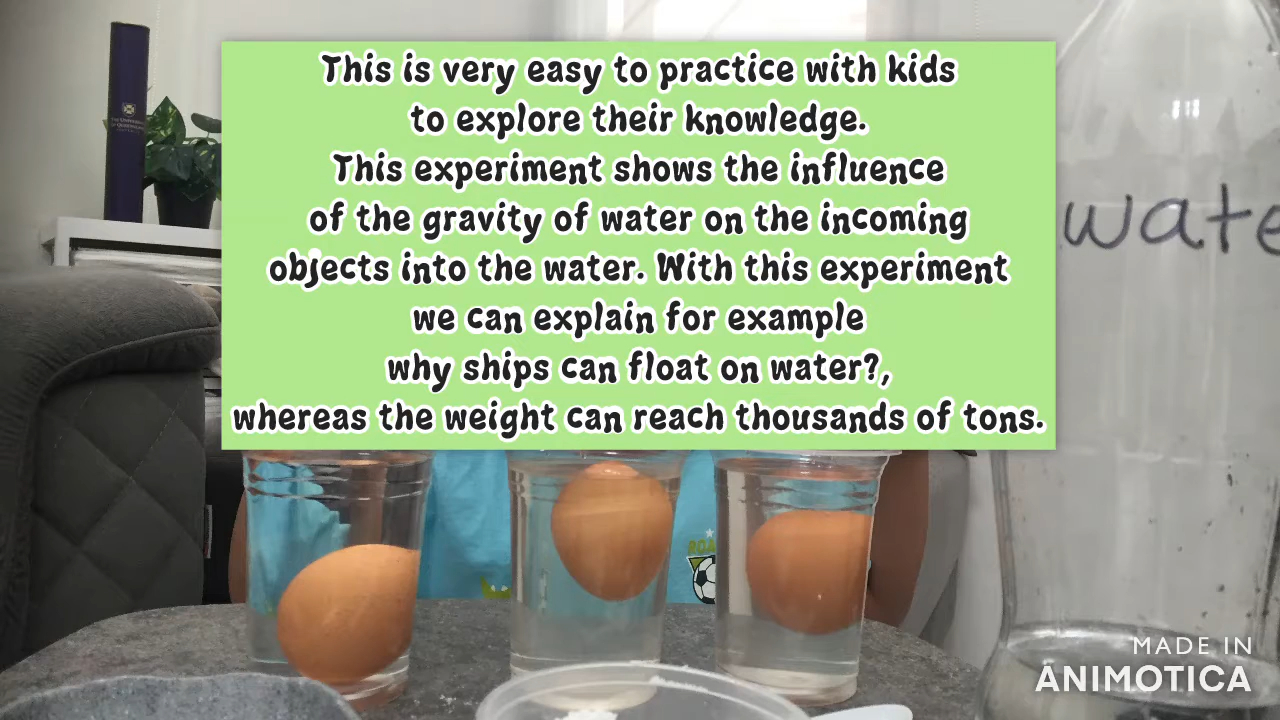 This is very easy to practice with kids
to explore their knowledge.
This experiment shows the influence
of the gravity of water on the incoming
objects into the water. With this experiment
we can explain for example
why ships can float on water?,
whereas the weight can reach thousands of tons.
wate
MADE IN
ANIMOTICA